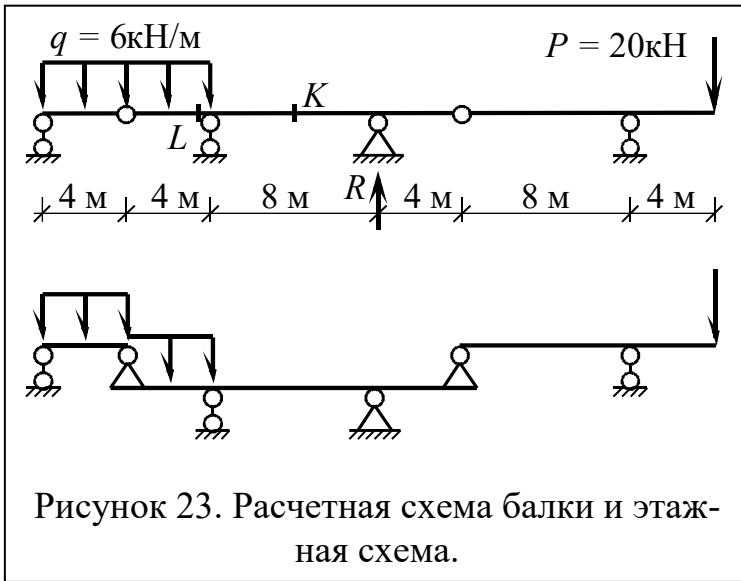 q = 6кН/м
P = 20кН
K
L
4 м 4 м 8 м R 4 м 8 м 4 м
Рисунок 23. Расчетная схема балки и этаж-
ная схема.